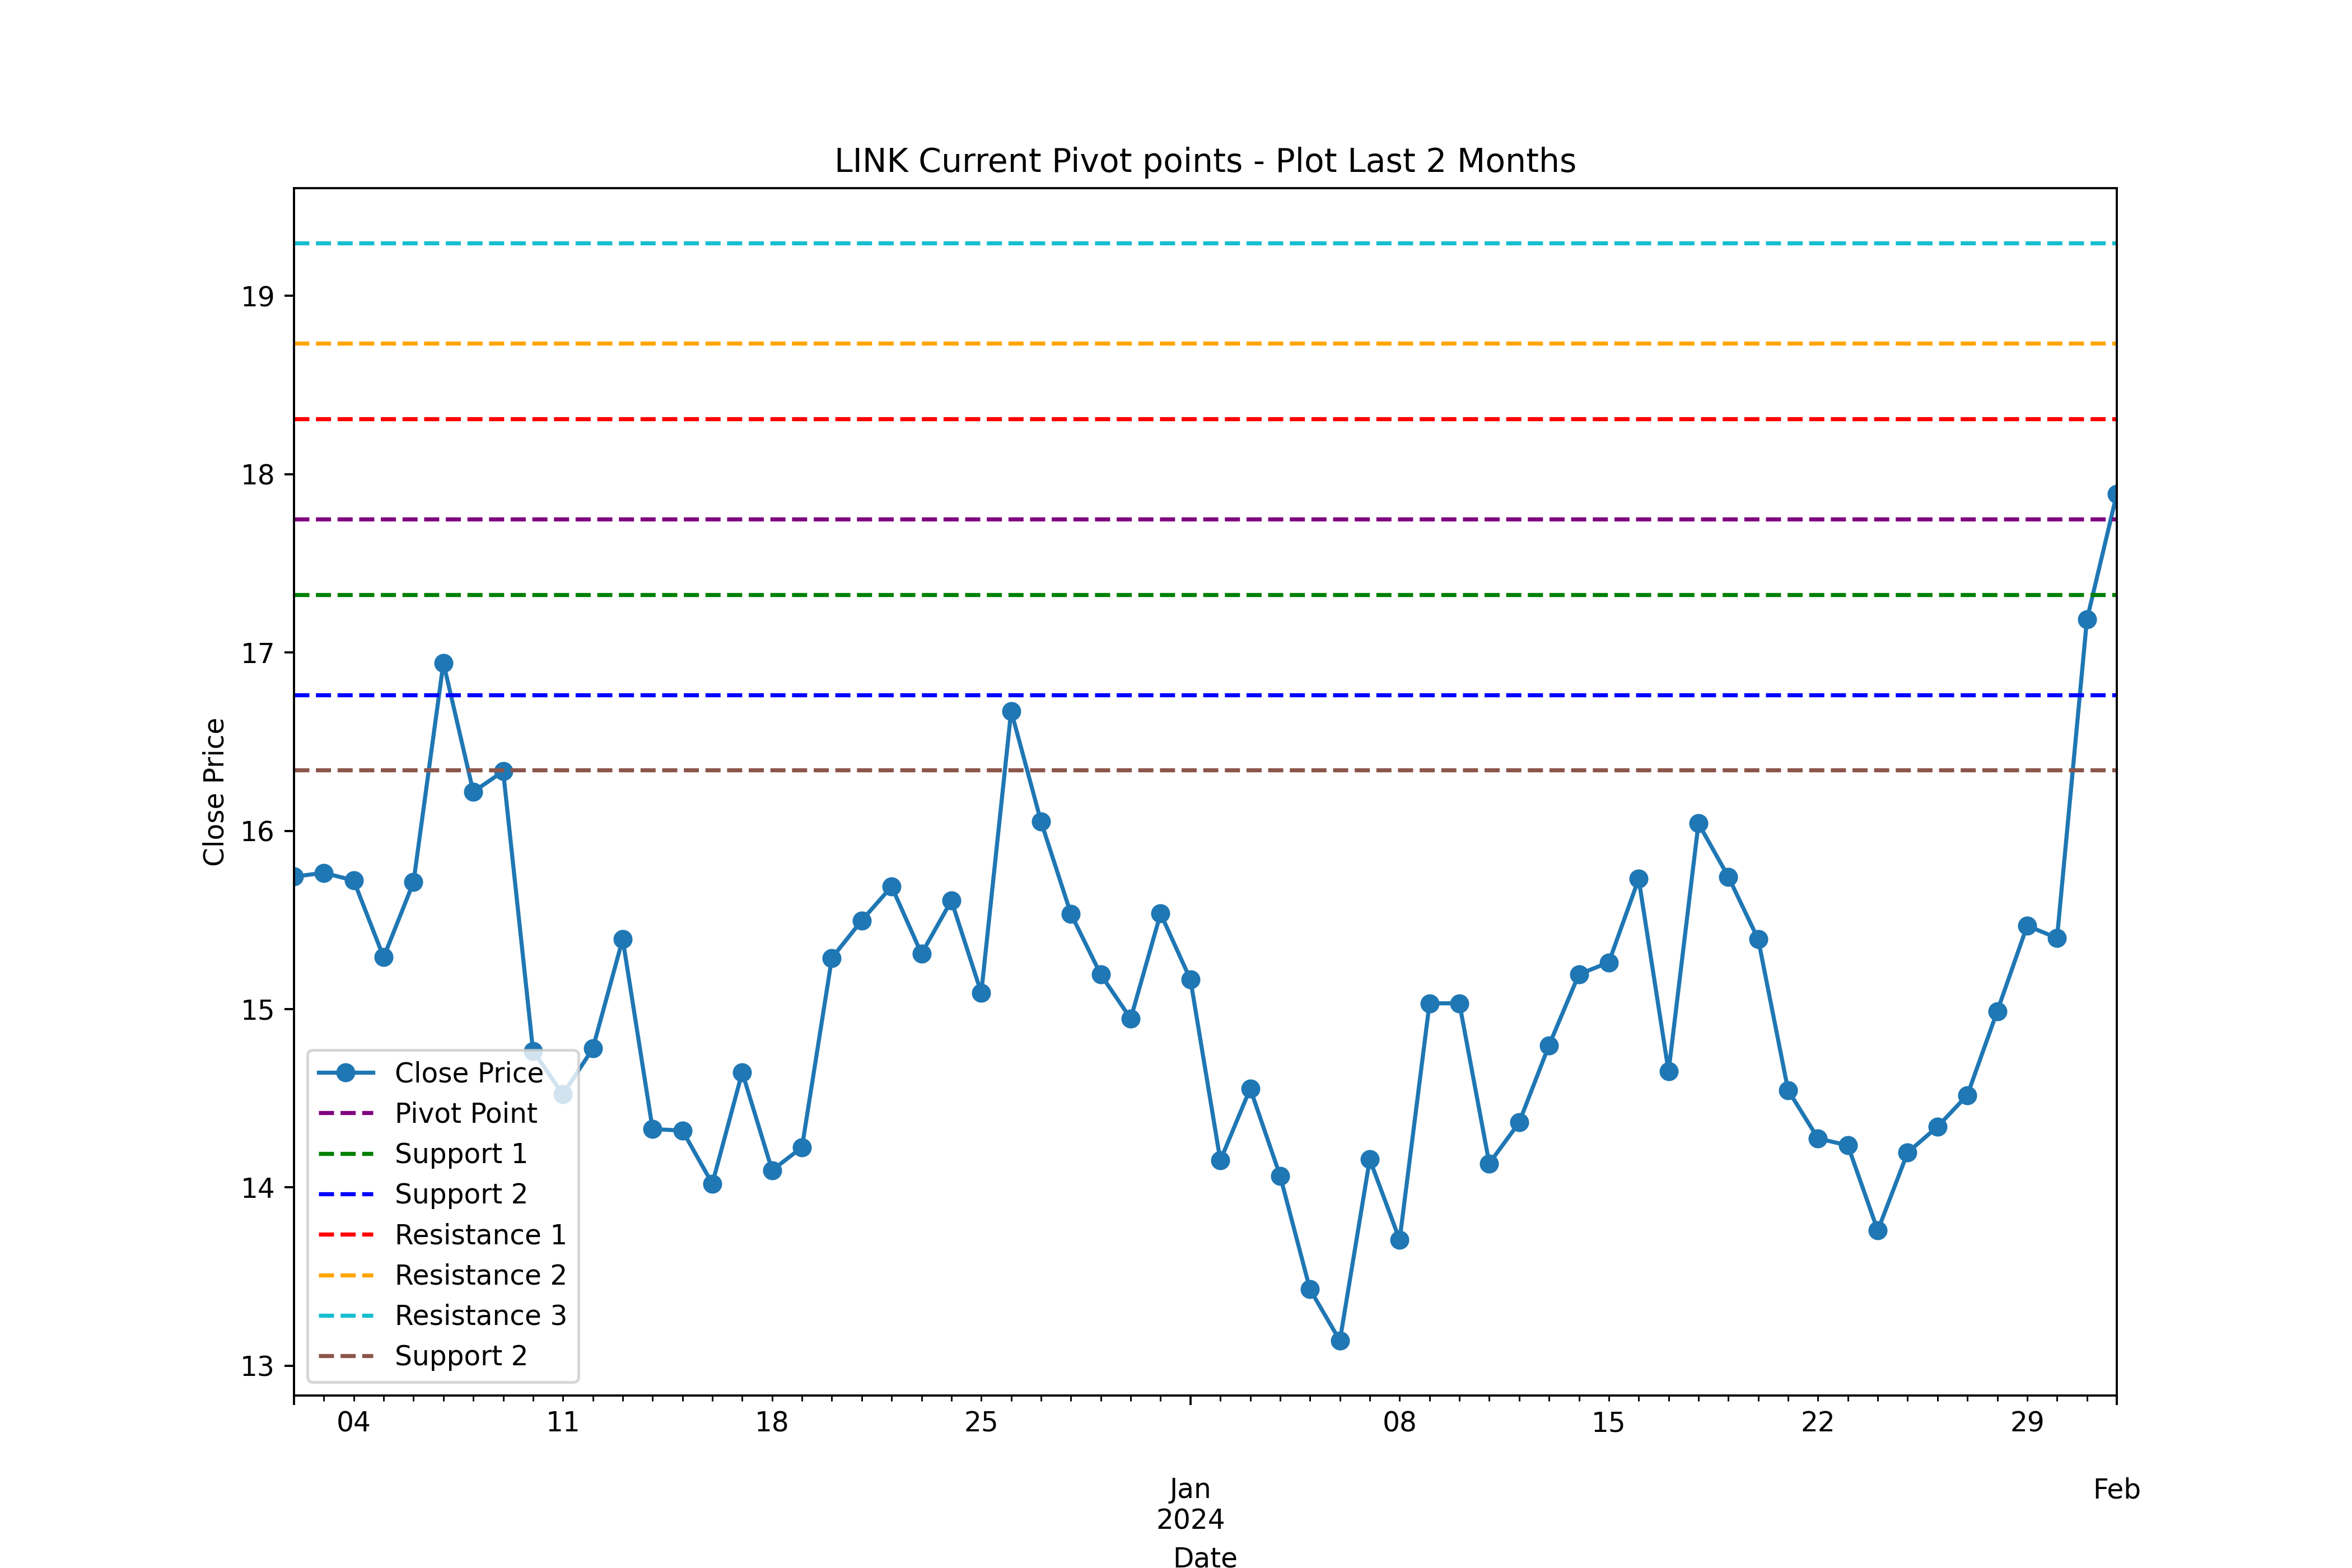 LINK Current Pivot points - Plot Last 2 Months
Close Price
19
18
17
16
15
14
13
Close Price
Pivot Point
Support 1
Support 2
Resistance 1
Resistance 2
Resistance 3
Support 2
04 11 18 25 08 15 22 29
Jan Feb
2024
Date